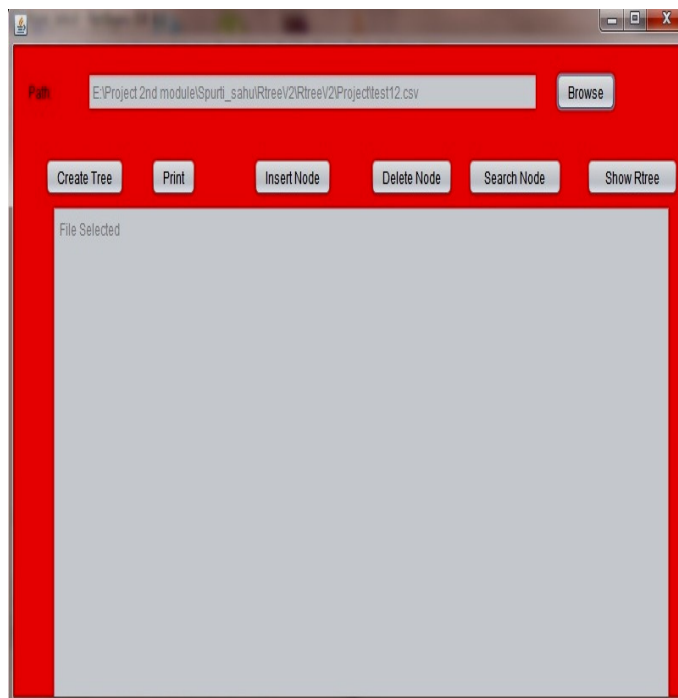 Path E:\Project 2nd module\Spurti_sahu\RtreeV2\RtreeV2\Project\test12.csv Browse
Create Tree Print Insert Node Delete Node Search Node Show Rtree
File Selected